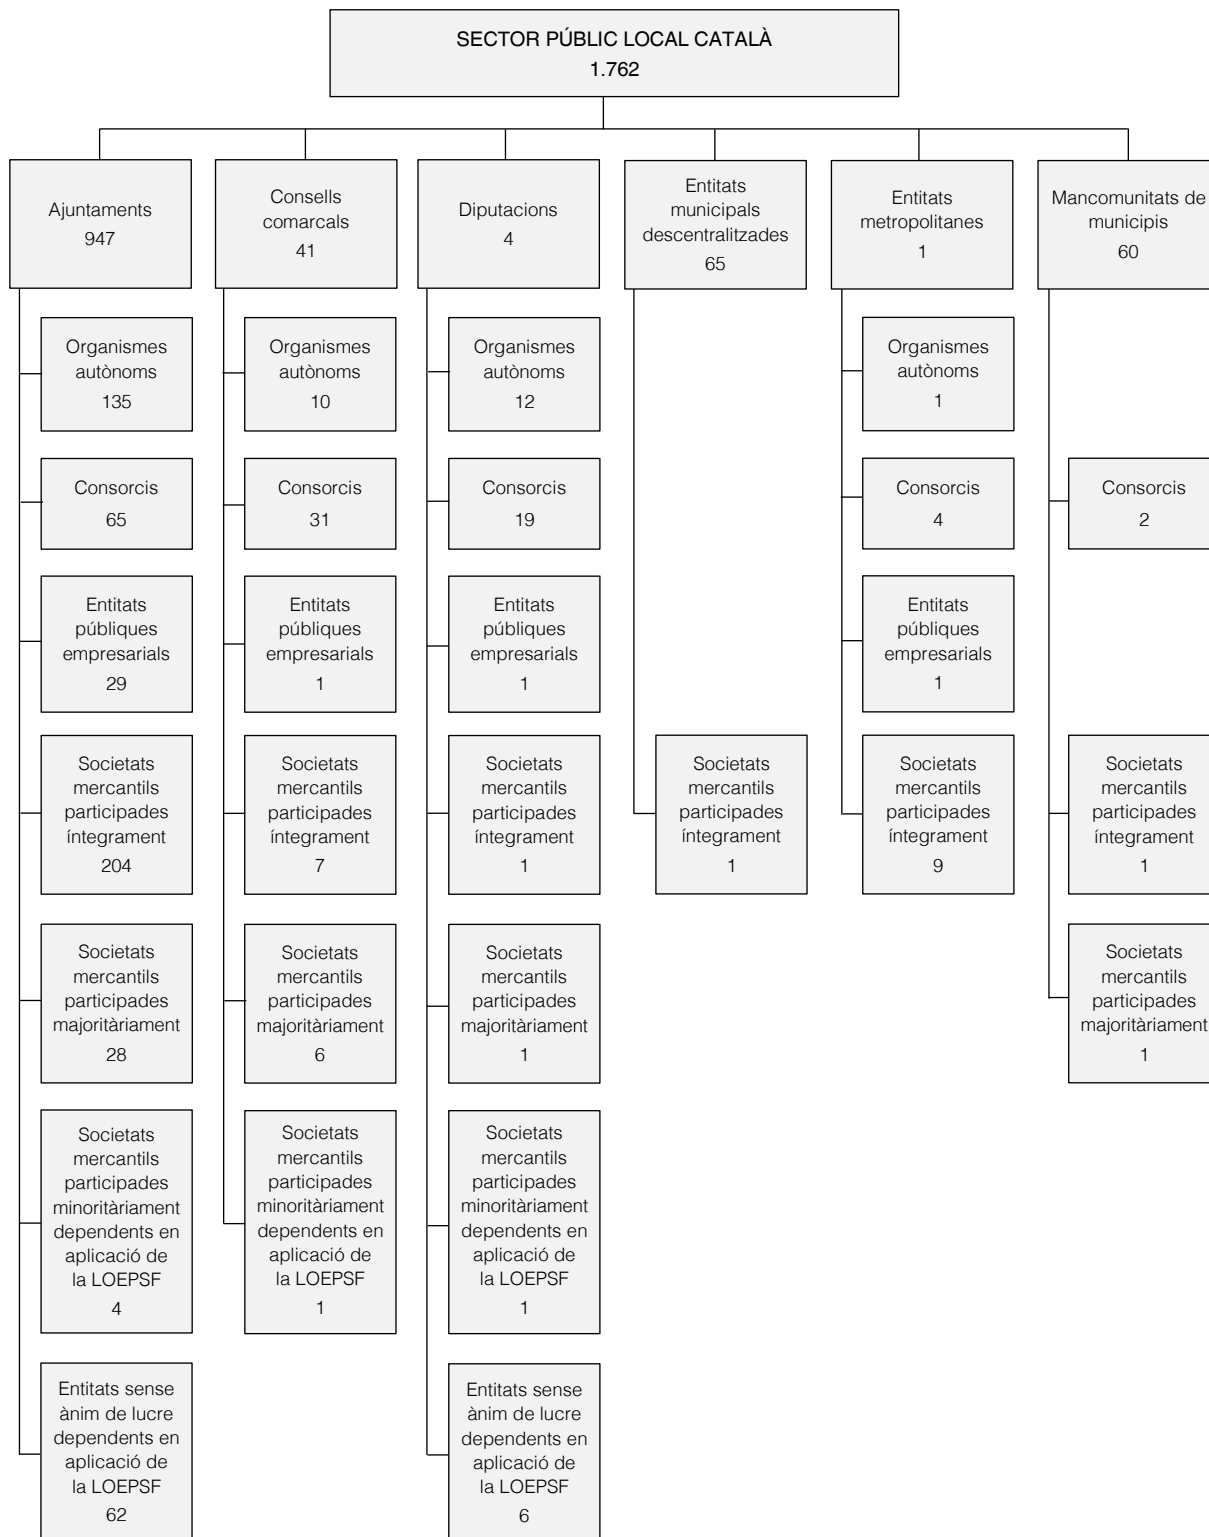 SECTOR PÚBLIC LOCAL CATALÀ
1.762
Ajuntaments
947
Consells
comarcals
41
Diputacions
4
Entitats
municipals
descentralitzades
65
Entitats
metropolitanes
1
Mancomunitats de
municipis
60
Organismes
autònoms
135
Organismes
autònoms
10
Organismes
autònoms
12
Organismes
autònoms
1
Consorcis
65
Consorcis
31
Consorcis
19
Consorcis
4
Consorcis
2
Entitats
públiques
empresarials
29
Entitats
públiques
empresarials
1
Entitats
públiques
empresarials
1
Entitats
públiques
empresarials
1
Societats
mercantils
participades
íntegrament
204
Societats
mercantils
participades
íntegrament
7
Societats
mercantils
participades
íntegrament
1
Societats
mercantils
participades
íntegrament
1
Societats
mercantils
participades
íntegrament
9
Societats
mercantils
participades
íntegrament
1
Societats
mercantils
participades
majoritàriament
28
Societats
mercantils
participades
majoritàriament
6
Societats
mercantils
participades
majoritàriament
1
Societats
mercantils
participades
majoritàriament
1
Societats
mercantils
participades
minoritàriament
dependents en
aplicació de
la LOEPSF
4
Societats
mercantils
participades
minoritàriament
dependents en
aplicació de
la LOEPSF
1
Societats
mercantils
participades
minoritàriament
dependents en
aplicació de
la LOEPSF
1
Entitats sense
ànim de lucre
dependents en
aplicació de
la LOEPSF
62
Entitats sense
ànim de lucre
dependents en
aplicació de
la LOEPSF
6